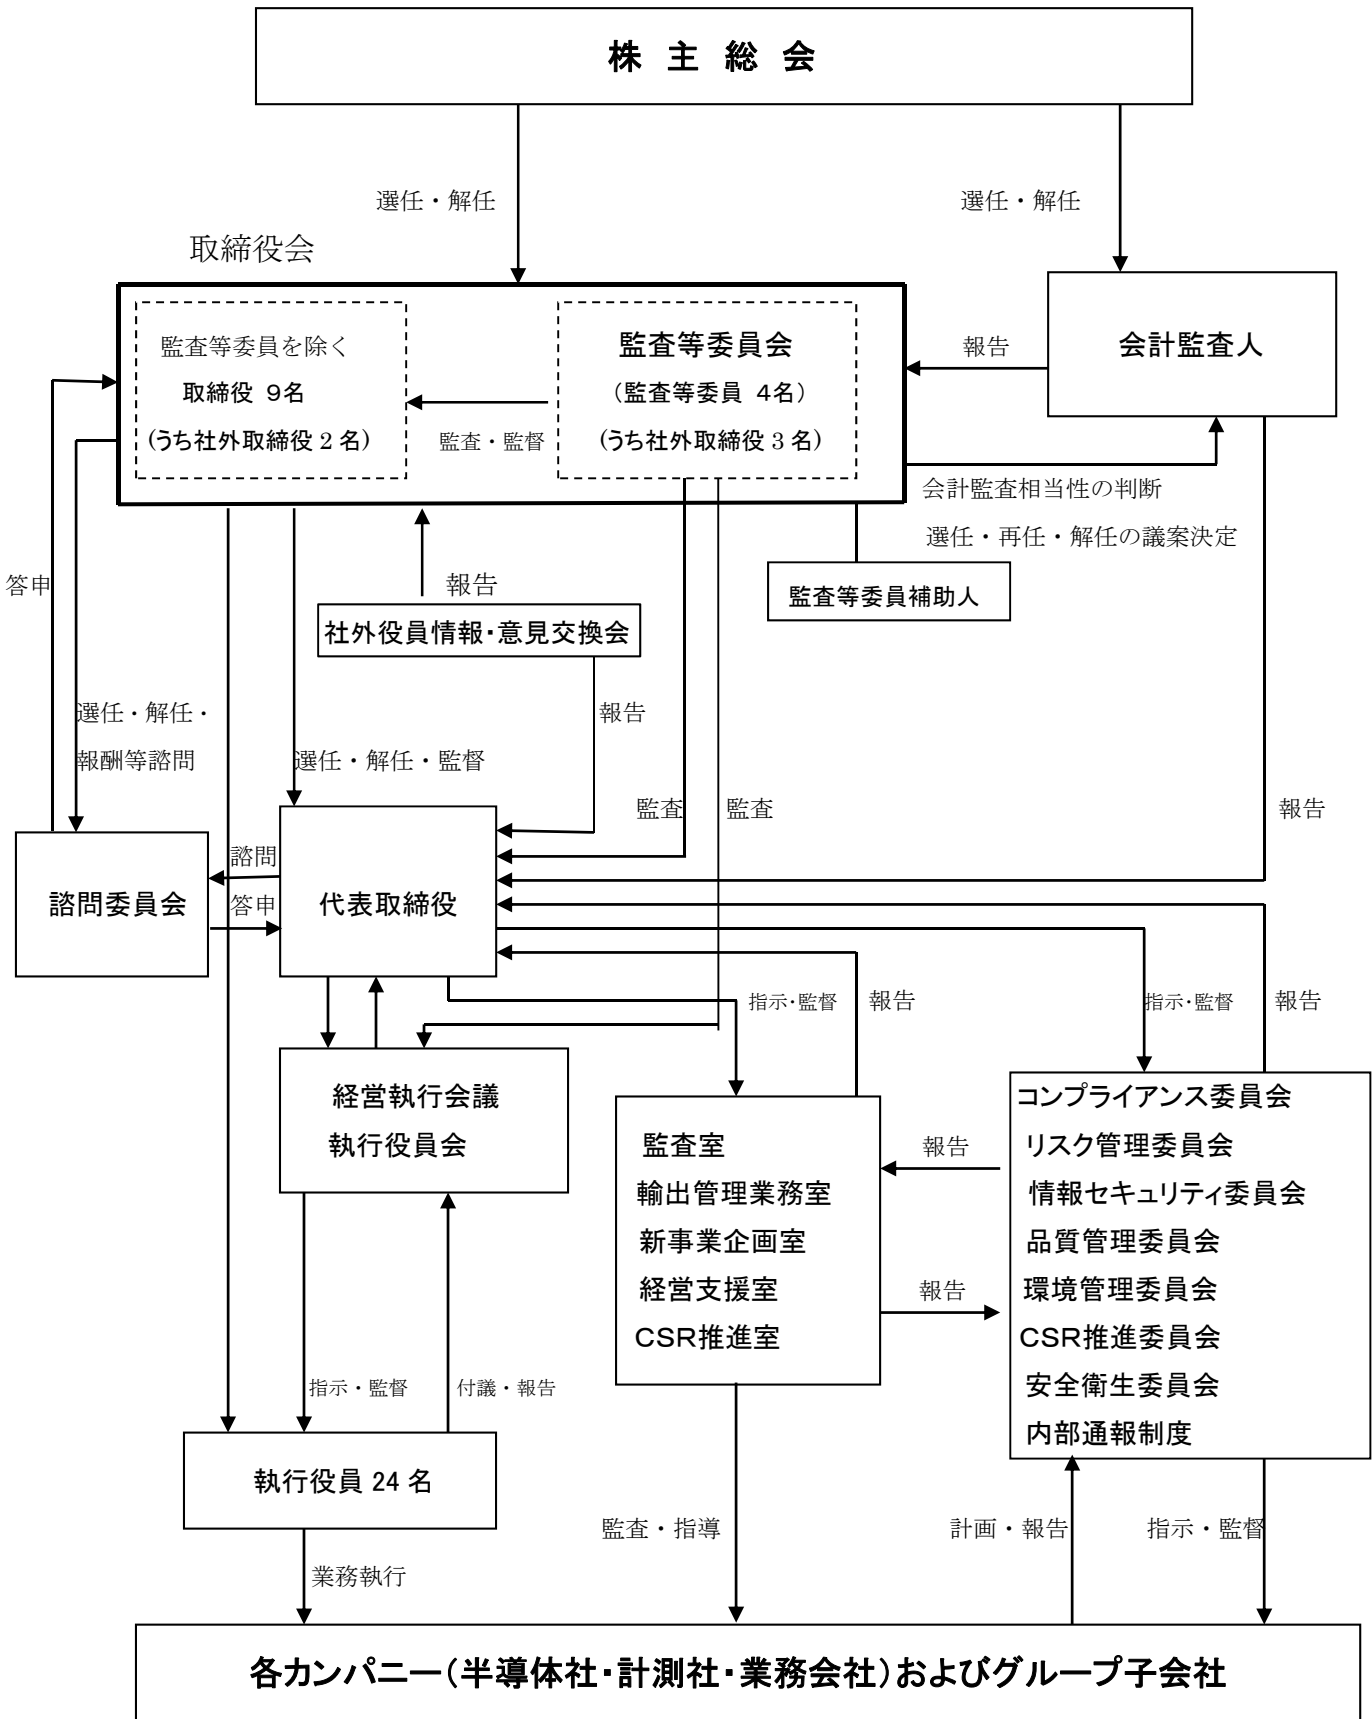 株 主 総 会
選任・解任
選任・解任
取締役会
監査等委員を除く
取締役 9名
(うち社外取締役 2 名)
監査・監督
監査等委員会
（監査等委員 4名）
(うち社外取締役 3 名)
報告
会計監査人
会計監査相当性の判断
選任・再任・解任の議案決定
監査等委員補助人
答申
報告
社外役員情報・意見交換会
選任・解任・
報酬等諮問
選任・解任・監督
報告
監査
監査
報告
諮問委員会
諮問
答申
代表取締役
指示・監督
報告
指示・監督
報告
経営執行会議
執行役員会
監査室
輸出管理業務室
新事業企画室
経営支援室
CSR推進室
報告
報告
コンプライアンス委員会
リスク管理委員会
情報セキュリティ委員会
品質管理委員会
環境管理委員会
CSR推進委員会
安全衛生委員会
内部通報制度
指示・監督
付議・報告
執行役員 24 名
業務執行
監査・指導
計画・報告
指示・監督
各カンパニー（半導体社・計測社・業務会社）およびグループ子会社